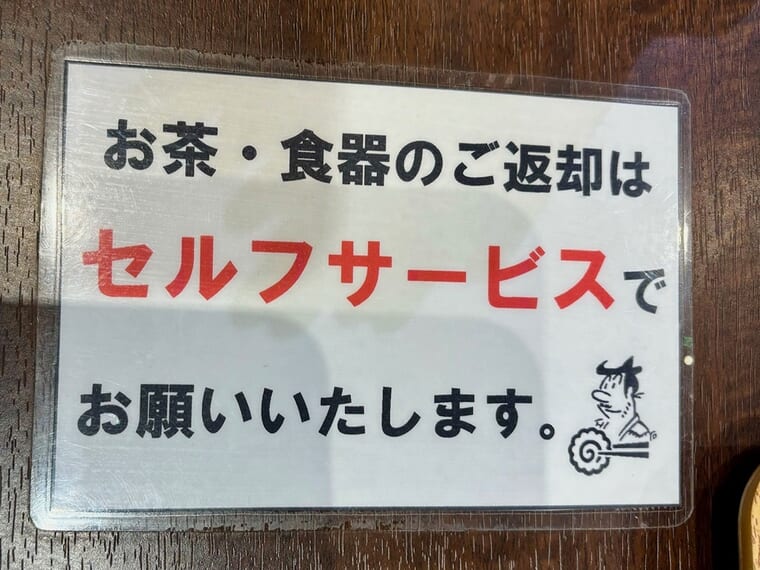 お茶・食器のご返却は
セルフサービスで
お願いいたします。